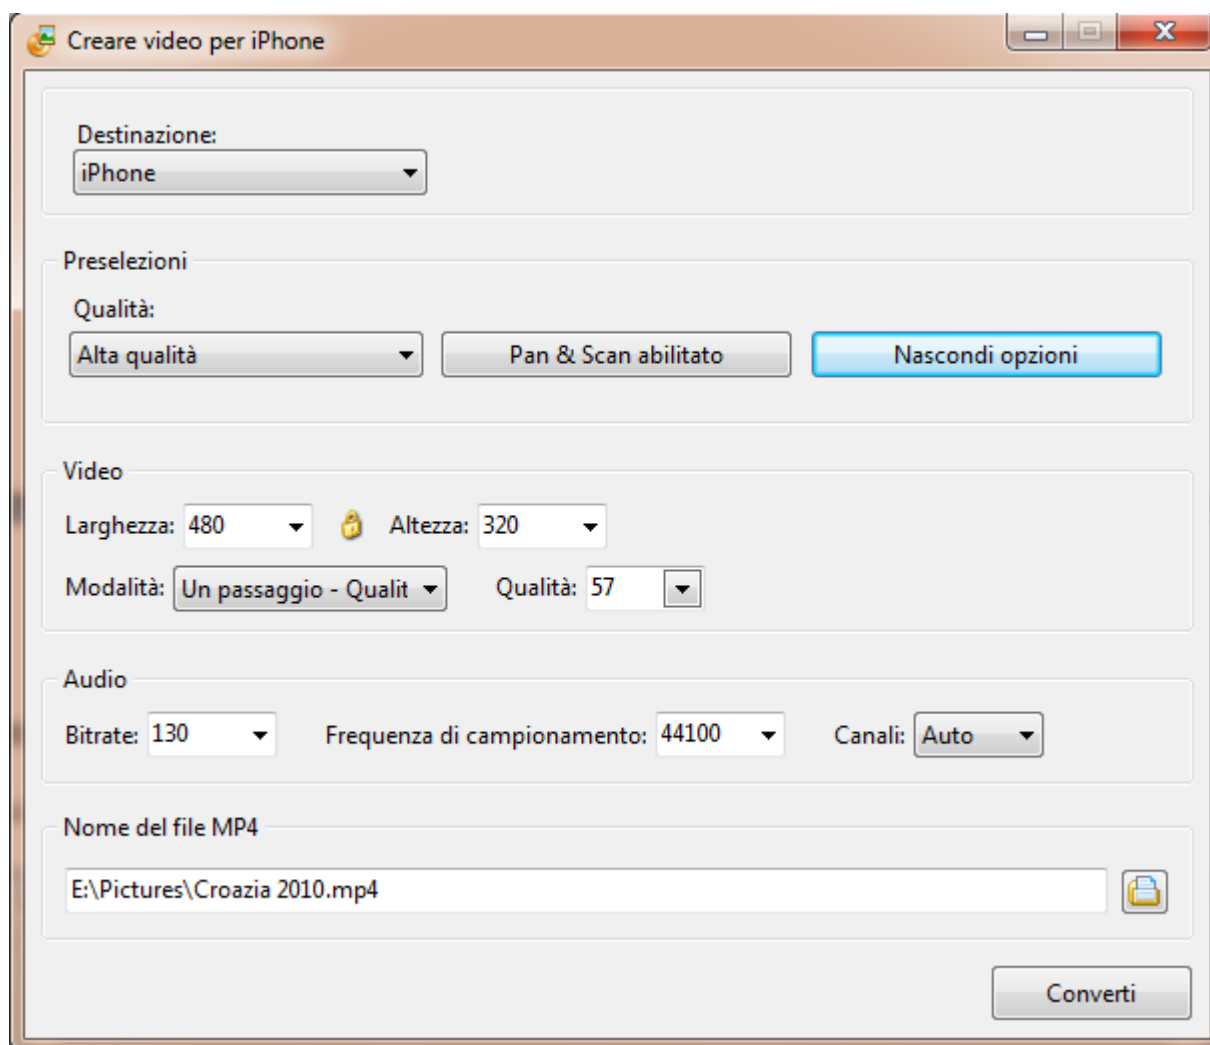 Creare video per iPhone
Destinazione:
iPhone
Preselezioni
Qualità:
Alta qualità Pan & Scan abilitato Nascondi opzioni
Video
Larghezza: 480 Altezza: 320
Modalità: Un passaggio - Qualit Qualità: 57
Audio
Bitrate: 130 Frequenza di campionamento: 44100 Canali: Auto
Nome del file MP4
E:\Pictures\Croazia 2010.mp4
Converti